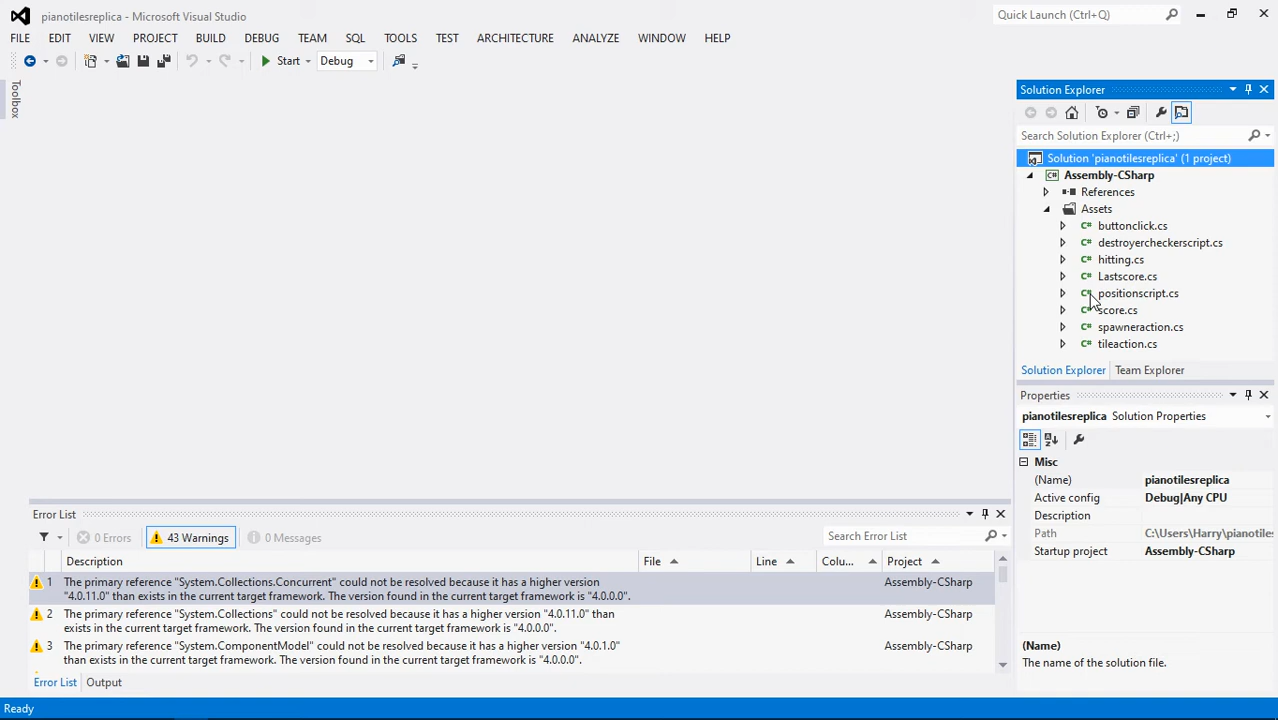 pianotilesreplica - Microsoft Visual Studio
Quick Launch (Ctrl+Q)
FILE EDIT VIEW PROJECT BUILD DEBUG TEAM SQL TOOLS TEST ARCHITECTURE ANALYZE WINDOW HELP
Start Debug
Toolbox
Solution Explorer
Search Solution Explorer (Ctrl+;)
Solution 'pianotilesreplica' (1 project)
Assembly-CSharp
References
Assets
buttonclick.cs
destroyercheckerscript.cs
hitting.cs
Lastscore.cs
positionscript.cs
score.cs
spawneraction.cs
tileaction.cs
Solution Explorer Team Explorer
Properties
pianotilesreplica Solution Properties
Misc
(Name) pianotilesreplica
Active config Debug|Any CPU
Description
Path C:\Users\Harry\pianotiles
Startup project Assembly-CSharp
(Name)
The name of the solution file.
Error List
0 Errors 43 Warnings 0 Messages
Search Error List
Description File Line Colu... Project
1 The primary reference "System.Collections.Concurrent" could not be resolved because it has a higher version Assembly-CSharp
"4.0.11.0" than exists in the current target framework. The version found in the current target framework is "4.0.0.0".
2 The primary reference "System.Collections" could not be resolved because it has a higher version "4.0.11.0" than Assembly-CSharp
exists in the current target framework. The version found in the current target framework is "4.0.0.0".
3 The primary reference "System.ComponentModel" could not be resolved because it has a higher version "4.0.1.0" Assembly-CSharp
than exists in the current target framework. The version found in the current target framework is "4.0.0.0".
Error List Output
Ready